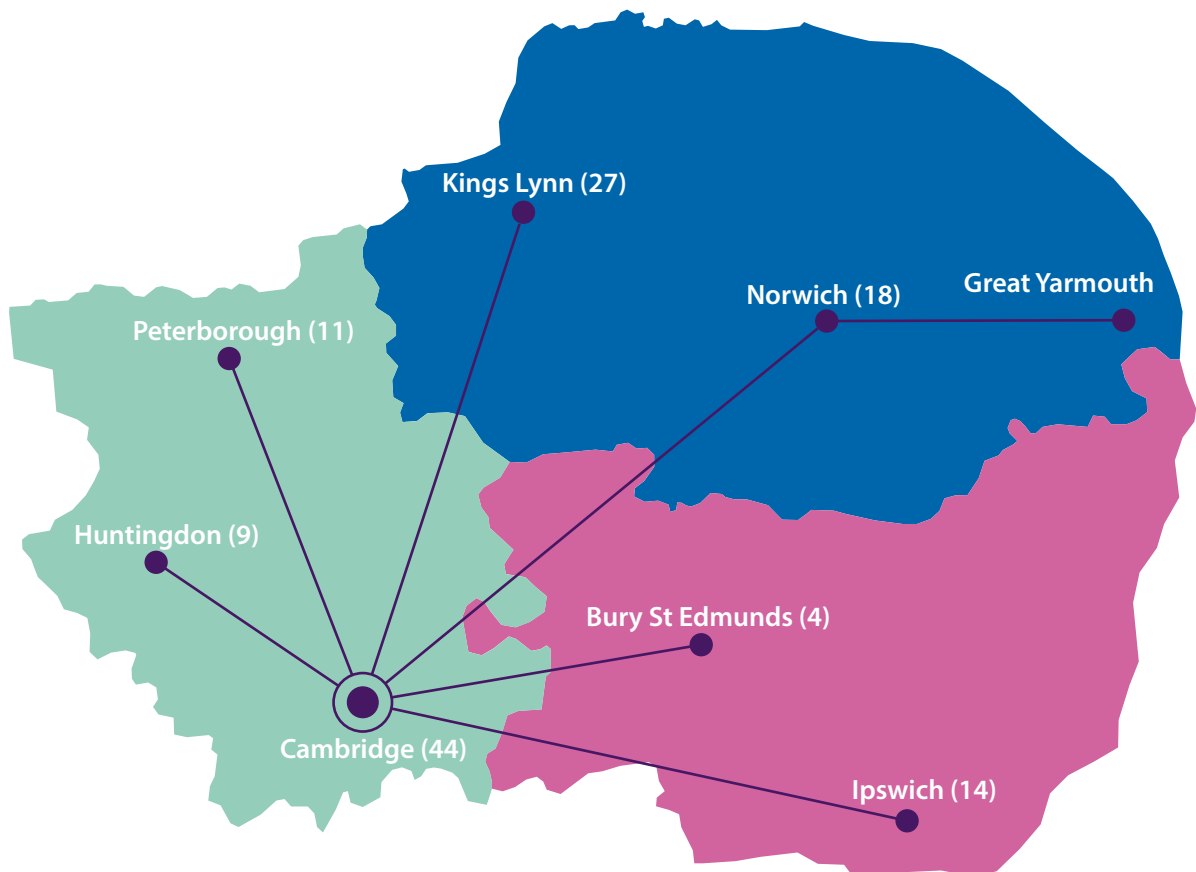 Kings Lynn (27)
Great Yarmouth
Norwich (18)
Peterborough (11)
Huntingdon (9)
Bury St Edmunds (4)
Cambridge (44)
Ipswich (14)